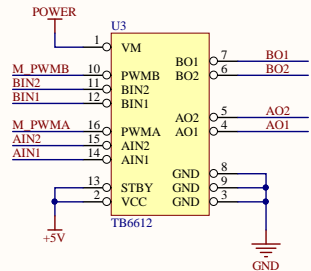 POWER
U3
1 VM
BO1 7 BO1
M_PWMB 10 PWMB
BO2 6 BO2
BIN2 11 BIN2
BIN1 12 BIN1
AO2 5 AO2
M_PWMA 16 PWMA
AO1 4 AO1
AIN2 15 AIN2
AIN1 14 AIN1
GND 8
13 STBY
GND 9
2 VCC
GND 3
TB6612
+5V
GND